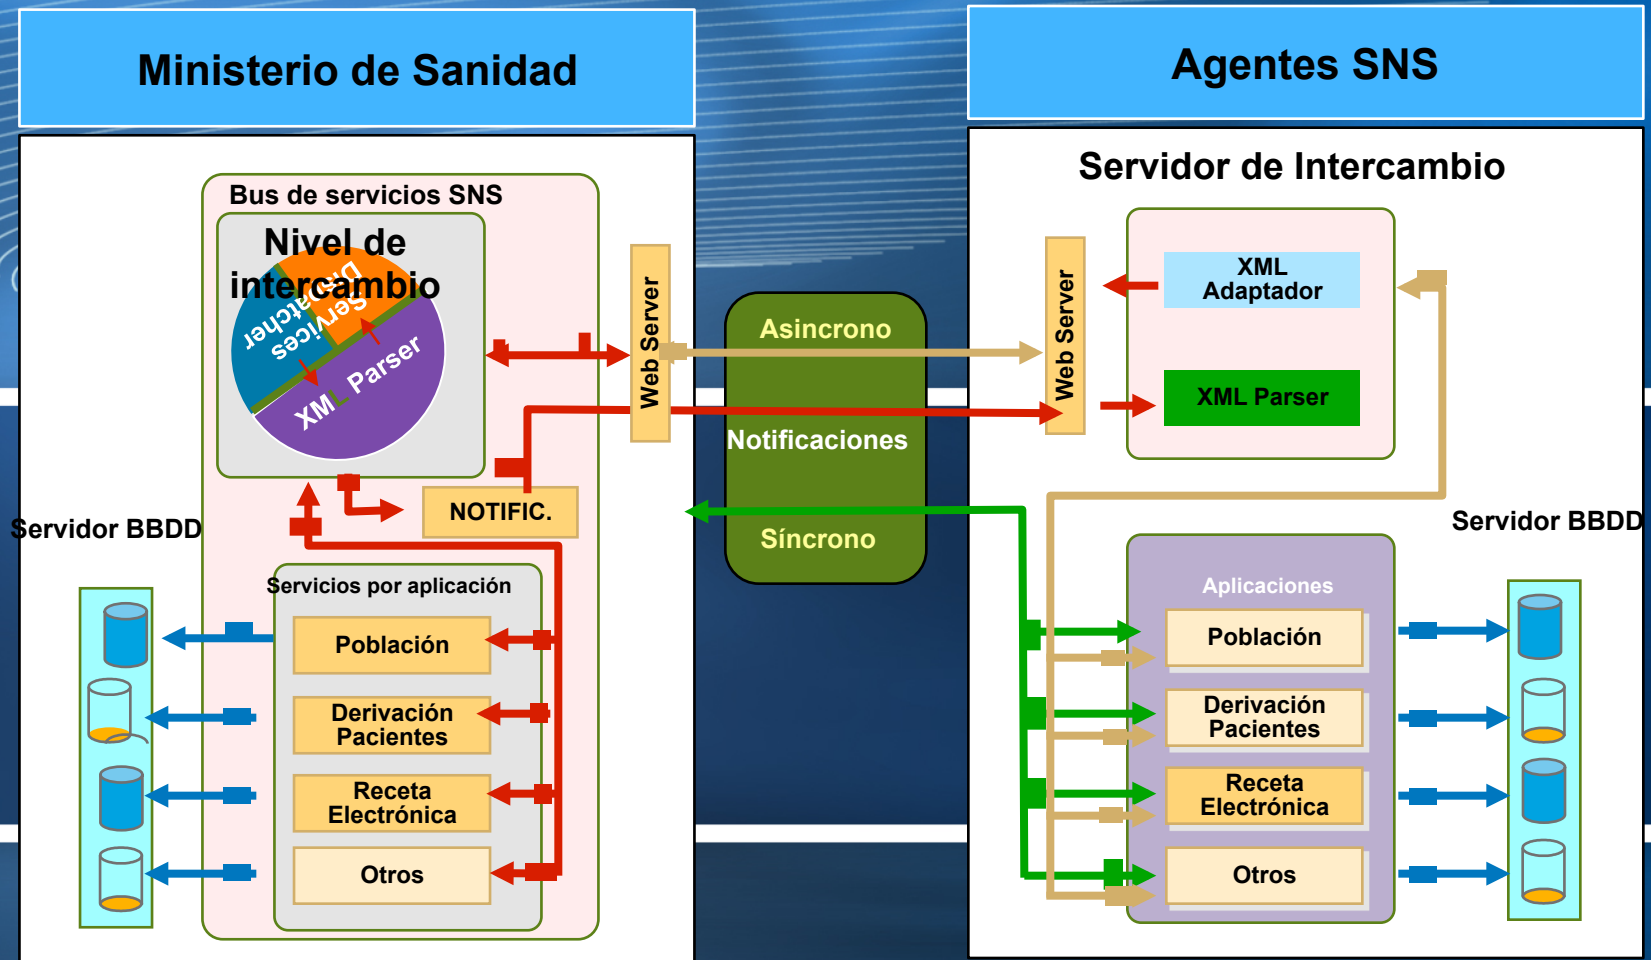 Ministerio de Sanidad
Agentes SNS
Bus de servicios SNS
Nivel de
intercambio
Services
Dispatcher
XML Parser
Web Server
NOTIFIC.
Servidor BBDD
Servicios por aplicación
Población
Derivación
Pacientes
Receta
Electrónica
Otros
Asincrono
Notificaciones
Síncrono
Servidor de Intercambio
Web Server
XML
Adaptador
XML Parser
Servidor BBDD
Aplicaciones
Población
Derivación
Pacientes
Receta
Electrónica
Otros